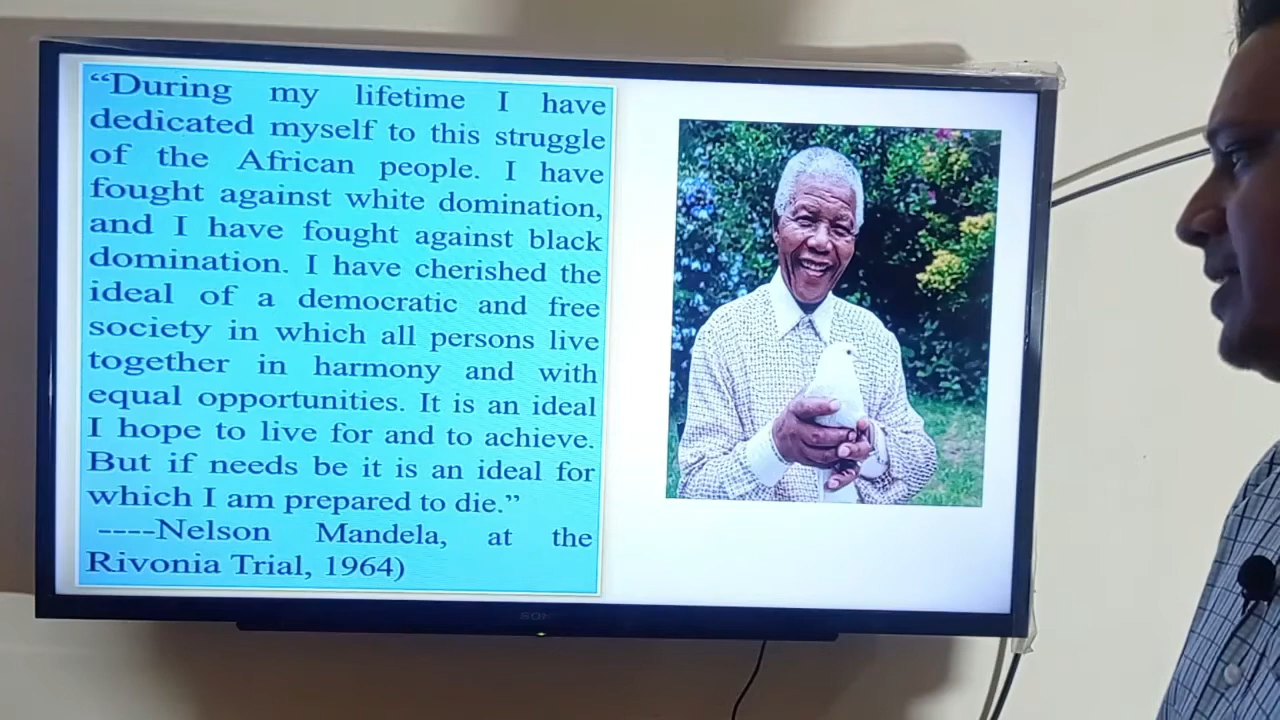 “During my lifetime I have
dedicated myself to this struggle
of the African people. I have
fought against white domination,
and I have fought against black
domination. I have cherished the
ideal of a democratic and free
society in which all persons live
together in harmony and with
equal opportunities. It is an ideal
I hope to live for and to achieve.
But if needs be it is an ideal for
which I am prepared to die.”
----Nelson Mandela, at the
Rivonia Trial, 1964)
SONY